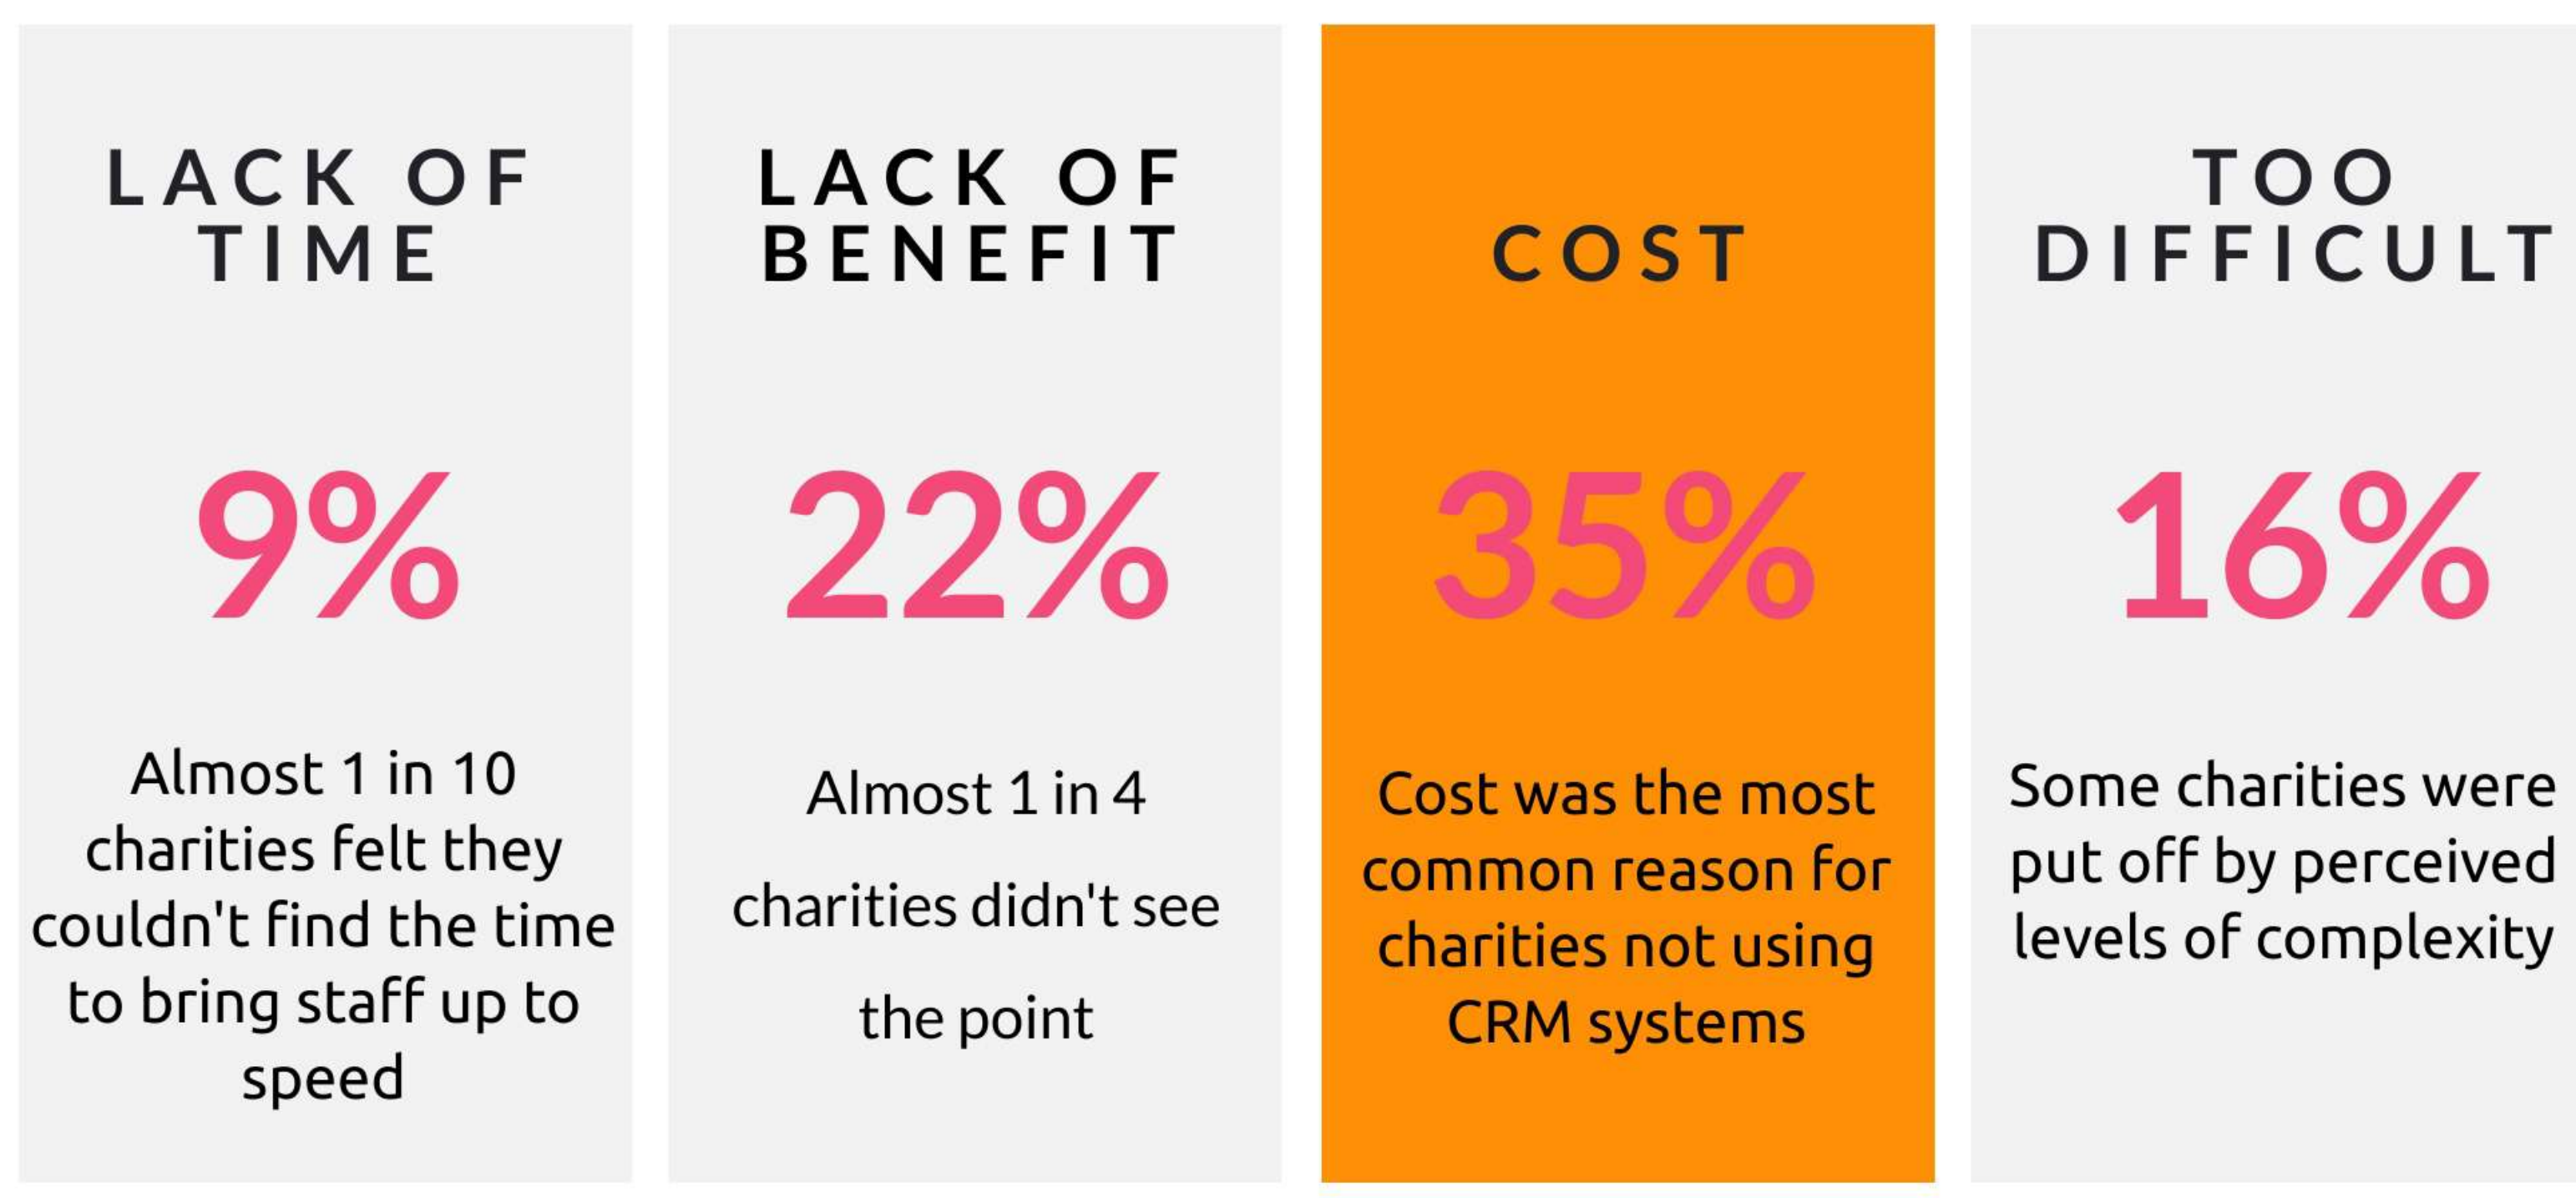 LACK OF
TIME
9%
Almost 1 in 10
charities felt they
couldn't find the time
to bring staff up to
speed
LACK OF
BENEFIT
22%
Almost 1 in 4
charities didn't see
the point
COST
35%
Cost was the most
common reason for
charities not using
CRM systems
TOO
DIFFICULT
16%
Some charities were
put off by perceived
levels of complexity